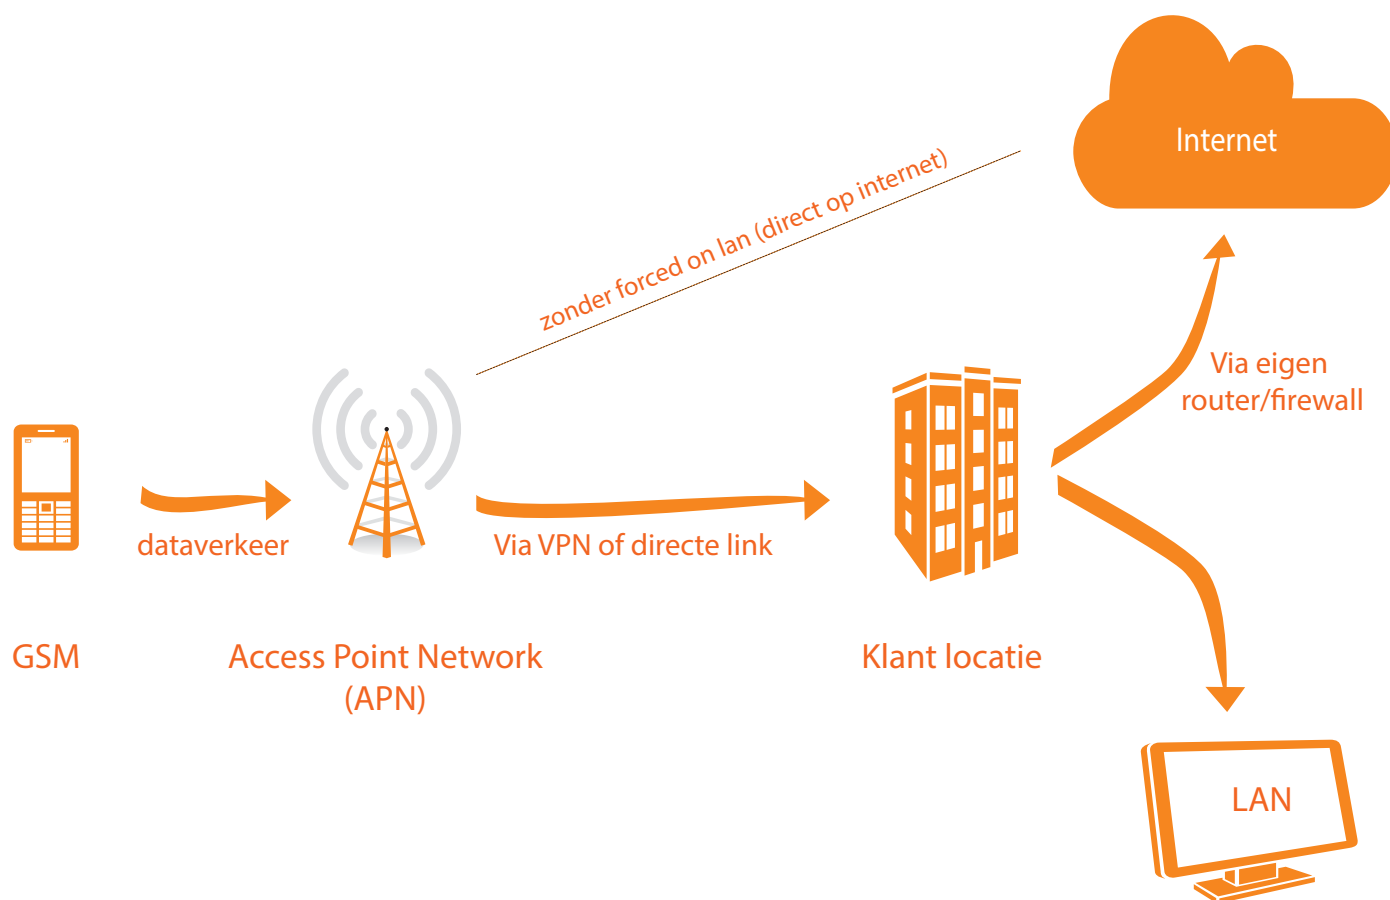 Internet
zonder forced on lan (direct op internet)
Via eigen
router/firewall
dataverkeer
Via VPN of directe link
GSM
Access Point Network
(APN)
Klant locatie
LAN